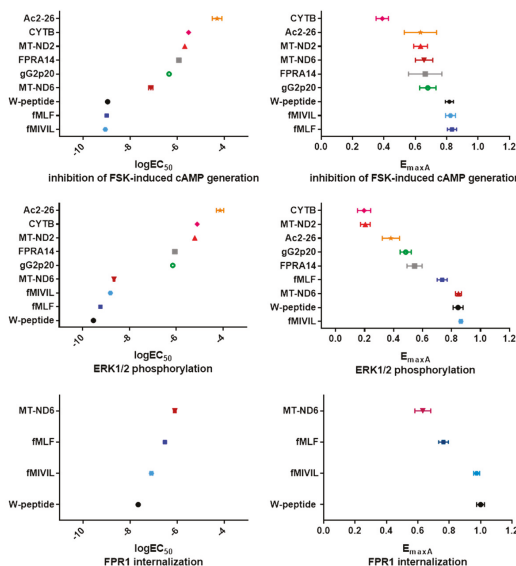 Ac2-26
CYTB
MT-ND2
FPRA14
gG2p20
MT-ND6
W-peptide
fMLF
fMIVIL
-10 -8 -6 -4
logEC50
inhibition of FSK-induced cAMP generation
CYTB
Ac2-26
MT-ND2
MT-ND6
FPRA14
gG2p20
W-peptide
fMIVIL
fMLF
0.0 0.2 0.4 0.6 0.8 1.0 1.2
EmaxA
inhibition of FSK-induced cAMP generation
Ac2-26
CYTB
MT-ND2
FPRA14
gG2p20
MT-ND6
fMIVIL
fMLF
W-peptide
-10 -8 -6 -4
logEC50
ERK1/2 phosphorylation
CYTB
MT-ND2
Ac2-26
gG2p20
FPRA14
fMLF
MT-ND6
W-peptide
fMIVIL
0.0 0.2 0.4 0.6 0.8 1.0 1.2
EmaxA
ERK1/2 phosphorylation
MT-ND6
fMLF
fMIVIL
W-peptide
-10 -8 -6 -4
logEC50
FPR1 internalization
MT-ND6
fMLF
fMIVIL
W-peptide
0.0 0.2 0.4 0.6 0.8 1.0 1.2
EmaxA
FPR1 internalization